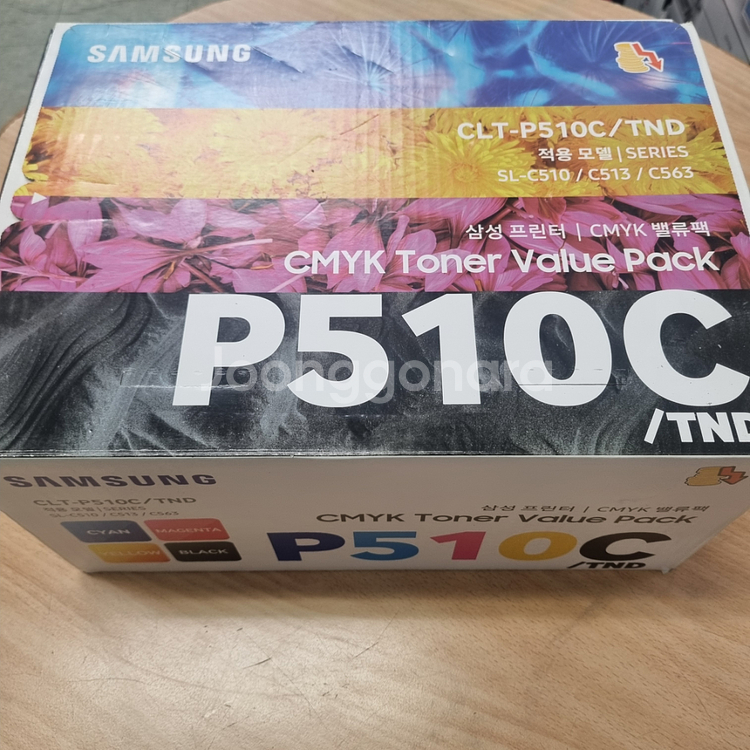 SAMSUNG
CLT-P510C/TND
적용 모델 | SERIES
SL-C510 / C513 / C563
삼성 프린터 | CMYK 밸류팩
CMYK Toner Value Pack
P510C
/TND
Joonggonara
SAMSUNG
CLT-P510C/TND
적용 모델 | SERIES
SL-C510 / C513 / C563
CYAN
MAGENTA
YELLOW
BLACK
삼성 프린터 | CMYK 밸류팩
CMYK Toner Value Pack
P510C
/TND